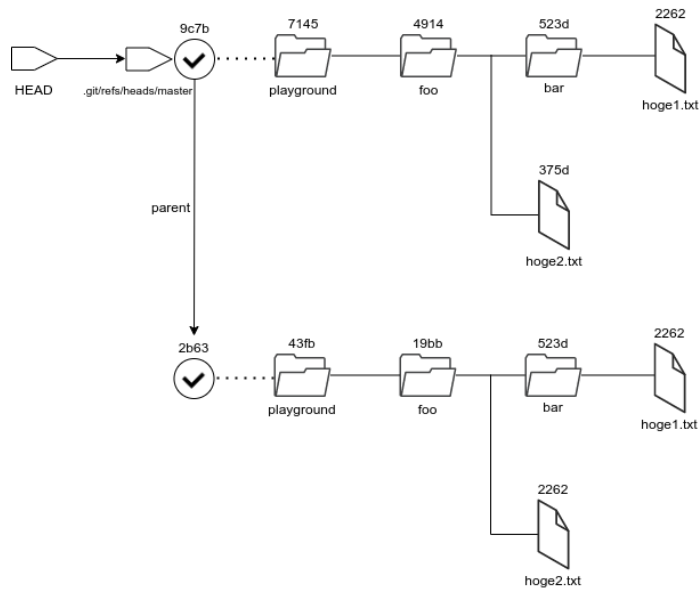 9c7b
7145
4914
523d
2262
HEAD
.git/refs/heads/master
playground
foo
bar
hoge1.txt
375d
hoge2.txt
parent
2b63
43fb
19bb
523d
2262
playground
foo
bar
hoge1.txt
2262
hoge2.txt